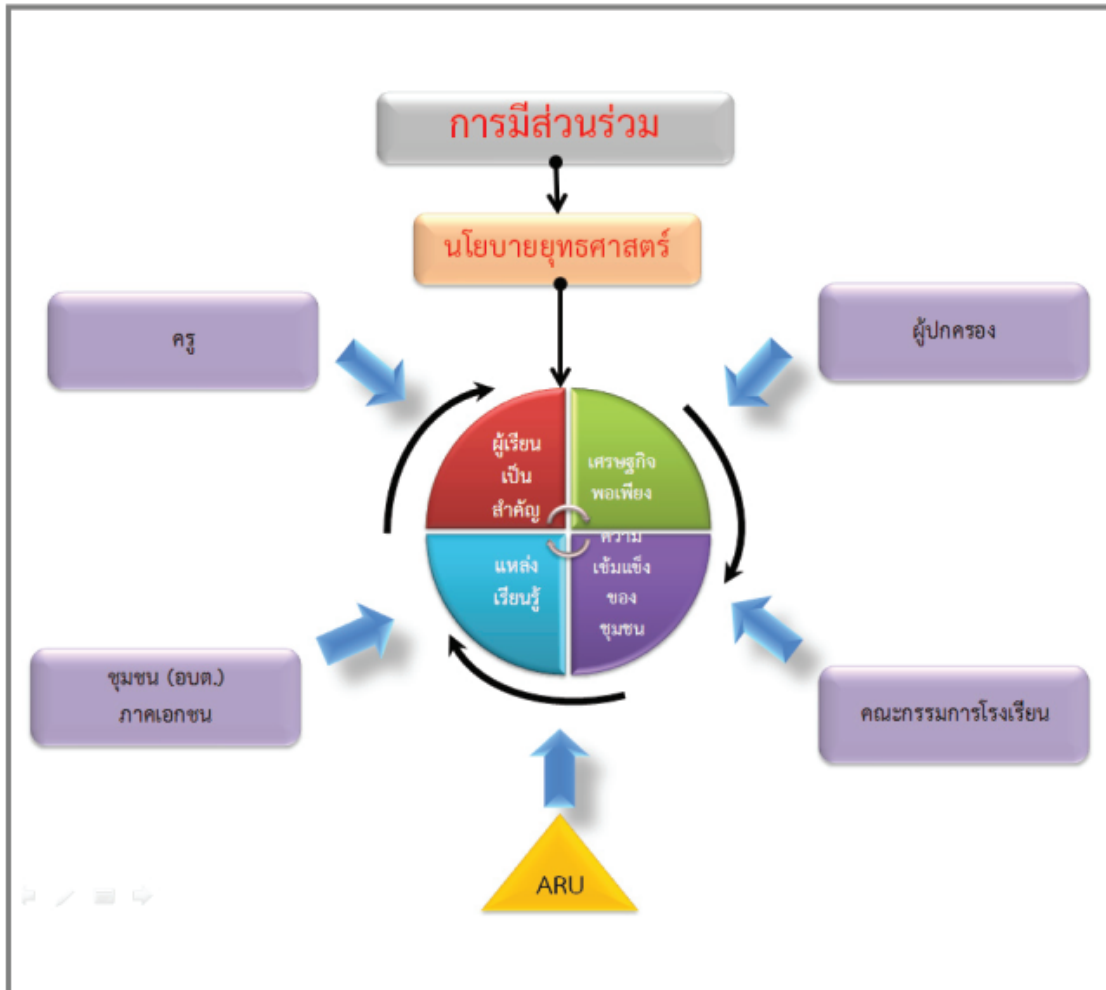 การมีส่วนร่วม
นโยบายยุทธศาสตร์
ครู
ผู้ปกครอง
ผู้เรียน
เป็น
สำคัญ
เศรษฐกิจ
พอเพียง
แหล่ง
เรียนรู้
ความ
เข้มแข็ง
ของ
ชุมชน
ชุมชน (อบต.)
ภาคเอกชน
คณะกรรมการโรงเรียน
ARU